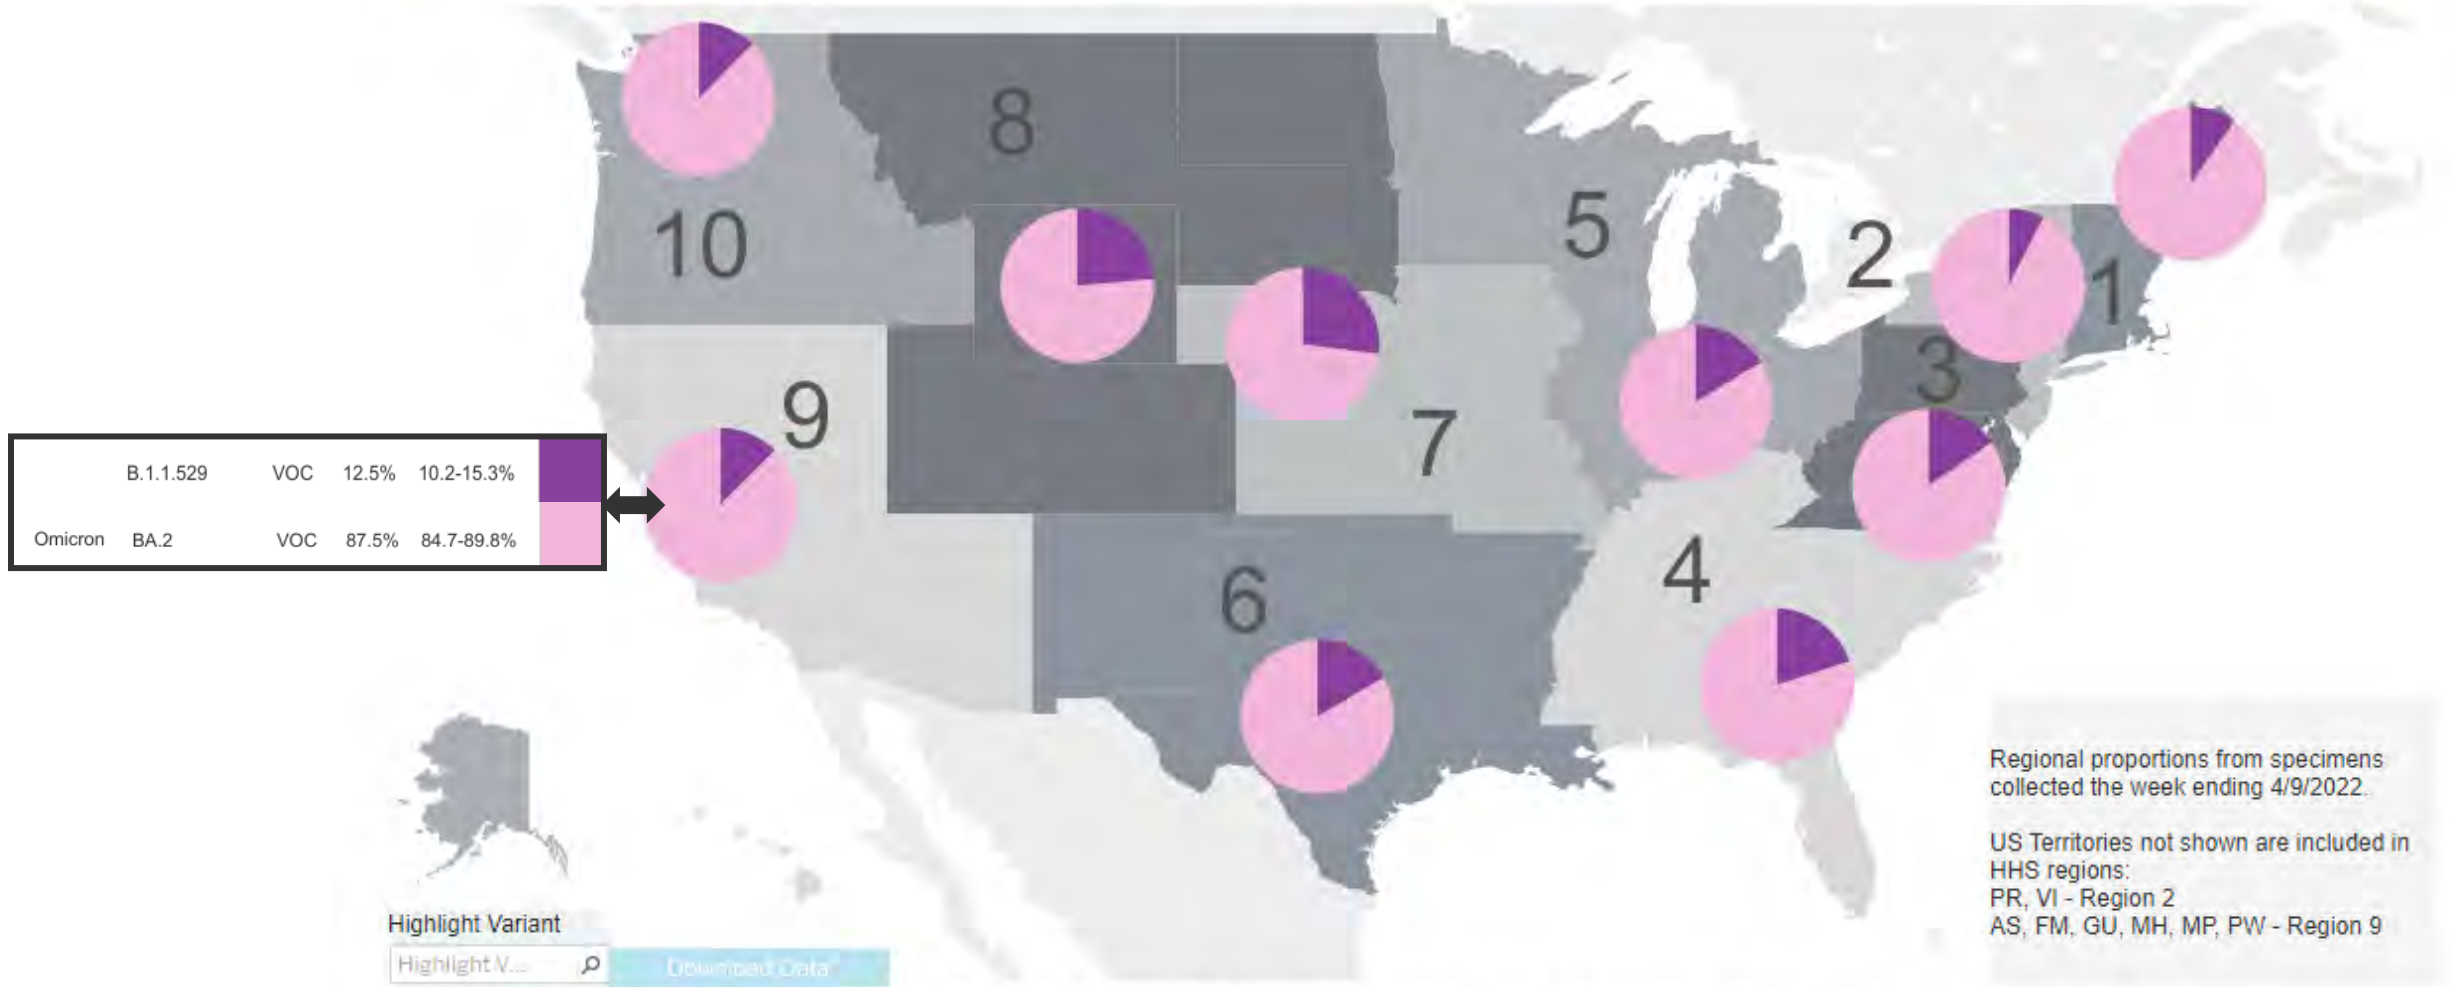 8
10
5
2
1
3
9
7
B.1.1.529 VOC 12.5% 10.2-15.3%
Omicron BA.2 VOC 87.5% 84.7-89.8%
6
4
Regional proportions from specimens
collected the week ending 4/9/2022.
US Territories not shown are included in
HHS regions:
PR, VI - Region 2
AS, FM, GU, MH, MP, PW - Region 9
Highlight Variant
Highlight V...
Download Data